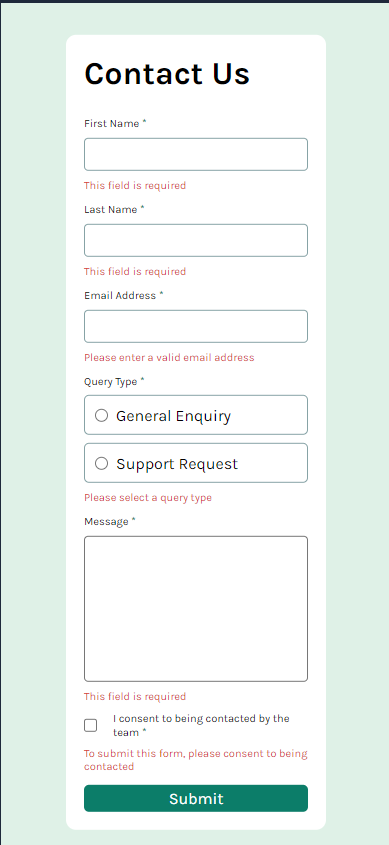 Contact Us
First Name *
This field is required
Last Name *
This field is required
Email Address *
Please enter a valid email address
Query Type *
General Enquiry
Support Request
Please select a query type
Message *
This field is required
I consent to being contacted by the
team *
To submit this form, please consent to being
contacted
Submit